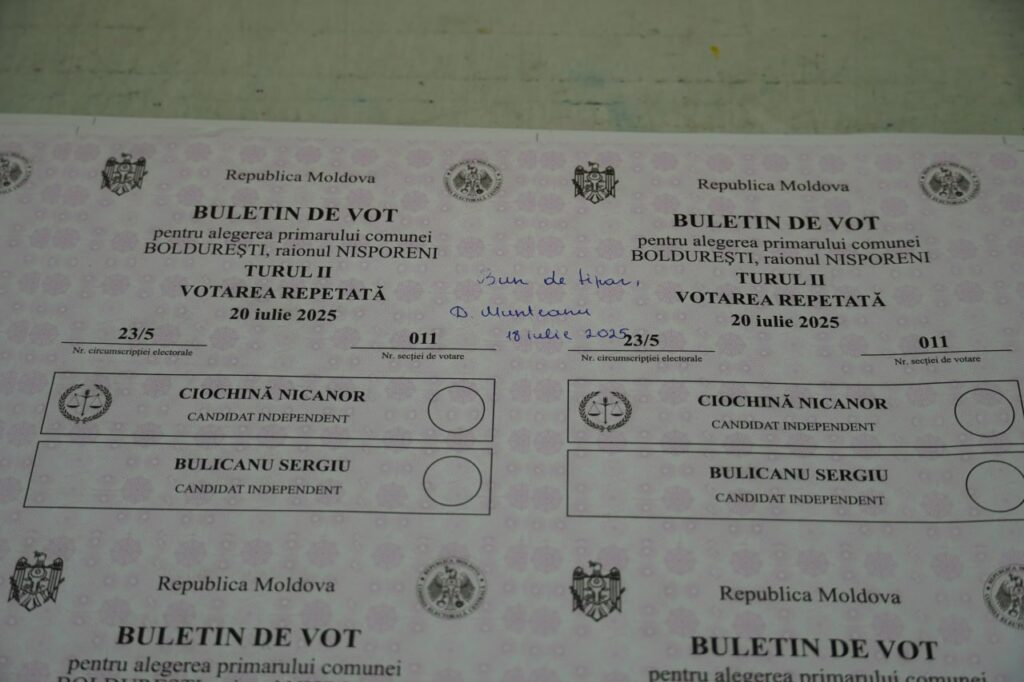 Republica Moldova
BULETIN DE VOT
pentru alegerea primarului comunei
BOLDUREȘTI, raionul NISPORENI
TURUL II
VOTAREA REPETATĂ
20 iulie 2025
23/5
011
Nr. circumscripției electorale
Nr. secției de votare
CIOCHINĂ NICANOR
CANDIDAT INDEPENDENT
BULICANU SERGIU
CANDIDAT INDEPENDENT
Bun de tipar,
D. Munteanu
18 iulie 2025
Republica Moldova
BULETIN DE VOT
pentru alegerea primarului comunei
BOLDUREȘTI, raionul NISPORENI
TURUL II
VOTAREA REPETATĂ
20 iulie 2025
23/5
011
Nr. circumscripției electorale
Nr. secției de votare
CIOCHINĂ NICANOR
CANDIDAT INDEPENDENT
BULICANU SERGIU
CANDIDAT INDEPENDENT
Republica Moldova
BULETIN DE VOT
pentru alegerea primarului comunei
Republica Moldova
BULETIN DE VOT
pentru alegerea primarului comunei